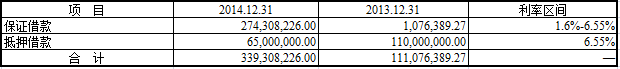 项 目 2014.12.31 2013.12.31 利率区间
保证借款 274,308,226.00 1,076,389.27 1.6%-6.55%
抵押借款 65,000,000.00 110,000,000.00 6.55%
合 计 339,308,226.00 111,076,389.27 —